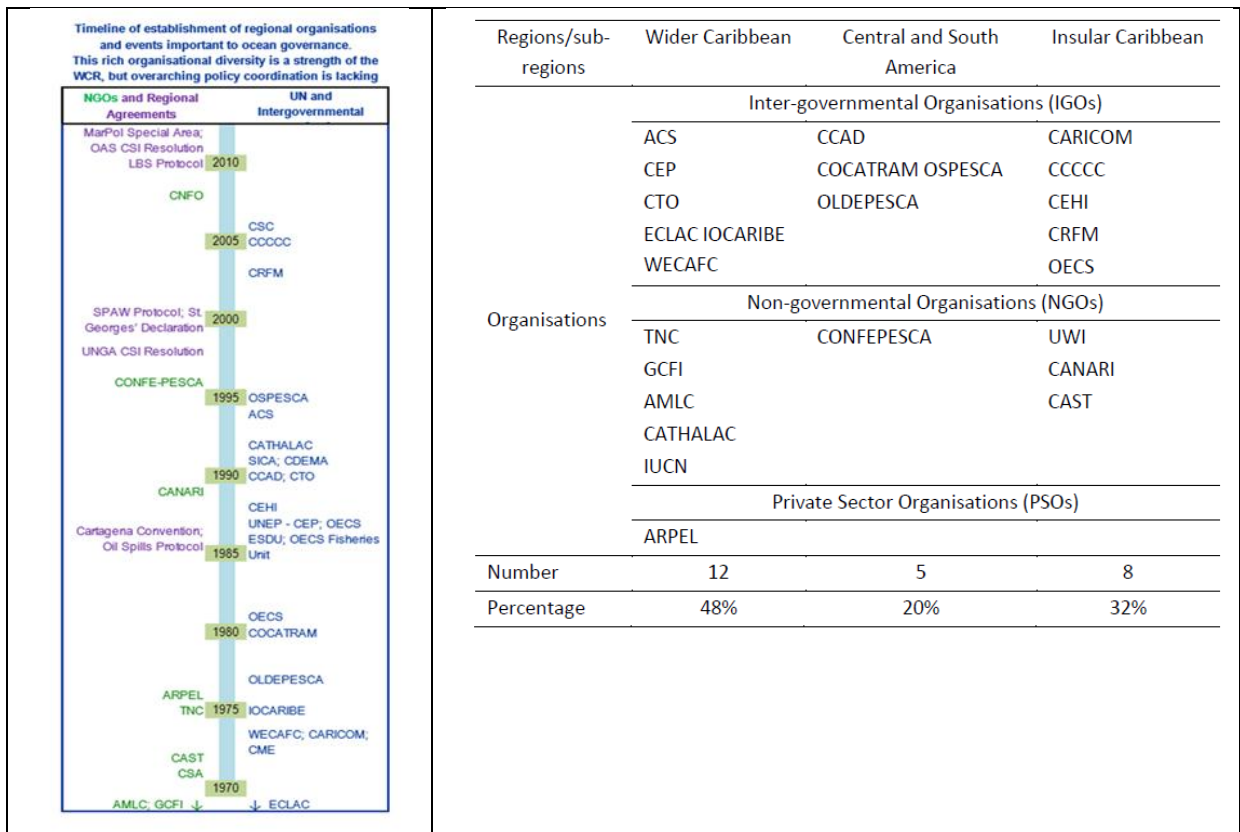 Timeline of establishment of regional organisations
and events important to ocean governance.
This rich organisational diversity is a strength of the
WCR, but overarching policy coordination is lacking
NGOs and Regional
Agreements
UN and
Intergovernmental
MarPol Special Area;
OAS CSI Resolution
LBS Protocol
2010
CNFO
CSC
2005
CCCCC
CRFM
SPAW Protocol; St.
Georges' Declaration
2000
UNGA CSI Resolution
CONFE-PESCA
1995
OSPESCA
ACS
CATHALAC
SICA; CDEMA
1990
CCAD; CTO
CANARI
CEHI
UNEP - CEP; OECS
ESDU; OECS Fisheries
Unit
Cartagena Convention;
Oil Spills Protocol
1985
OECS
1980
COCATRAM
OLDEPESCA
ARPEL
TNC
1975
IOCARIBE
WECAFC; CARICOM;
CME
CAST
CSA
1970
AMLC; GCFI ↓
↓ ECLAC
Regions/sub-
regions
Wider Caribbean
Central and South
America
Insular Caribbean
Organisations
Inter-governmental Organisations (IGOs)
ACS CCAD CARICOM
CEP COCATRAM OSPESCA CCCCC
CTO OLDEPESCA CEHI
ECLAC IOCARIBE CRFM
WECAFC OECS
Non-governmental Organisations (NGOs)
TNC CONFEPESCA UWI
GCFI CANARI
AMLC CAST
CATHALAC
IUCN
Private Sector Organisations (PSOs)
ARPEL
Number 12 5 8
Percentage 48% 20% 32%